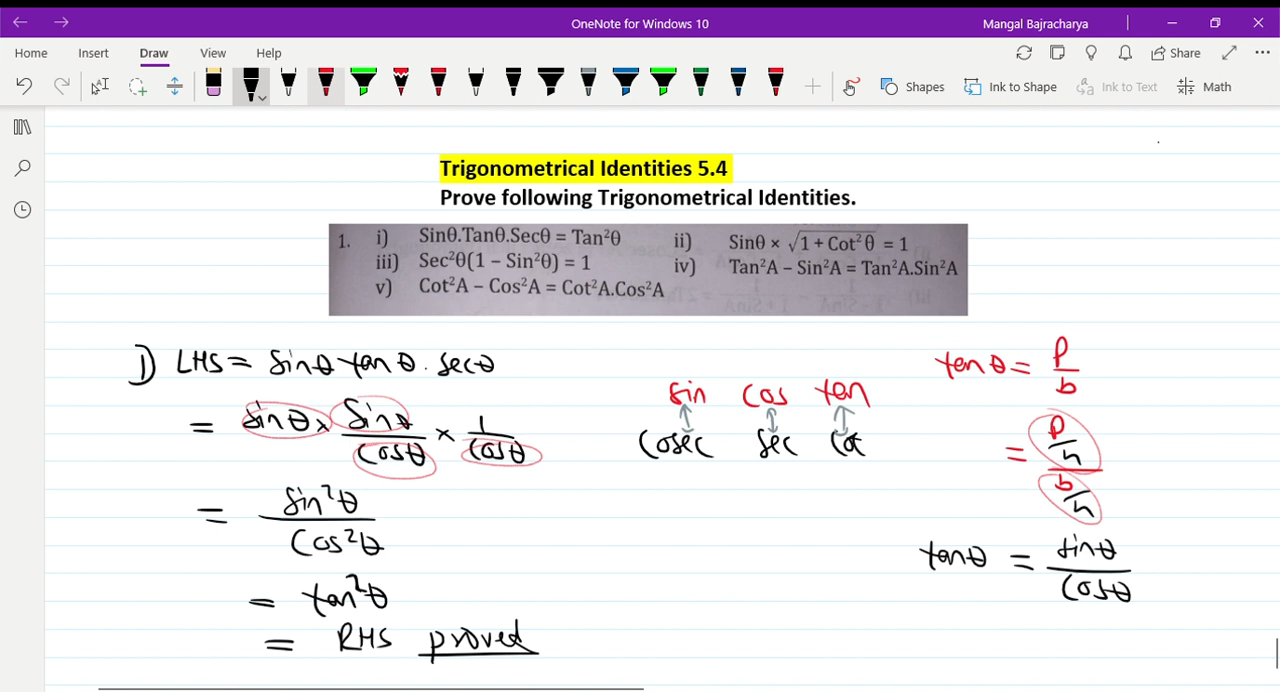 OneNote for Windows 10
Mangal Bajracharya
Home Insert Draw View Help
Share
Shapes Ink to Shape Ink to Text Math
Trigonometrical Identities 5.4
Prove following Trigonometrical Identities.
1. i) Sinθ.Tanθ.Secθ = Tan²θ ii) Sinθ × √1 + Cot²θ = 1
iii) Sec²θ(1 − Sin²θ) = 1 iv) Tan²A − Sin²A = Tan²A.Sin²A
v) Cot²A − Cos²A = Cot²A.Cos²A
1) LHS = Sinθ tanθ . secθ
= sinθ × Sinθ/Cosθ × 1/Cosθ
= Sin²θ/Cos²θ
= tan²θ
= RHS proved
sin Cos ten
Cosec Sec Cot
tenθ = P/b
= P/h / b/h
tanθ = sinθ/Cosθ